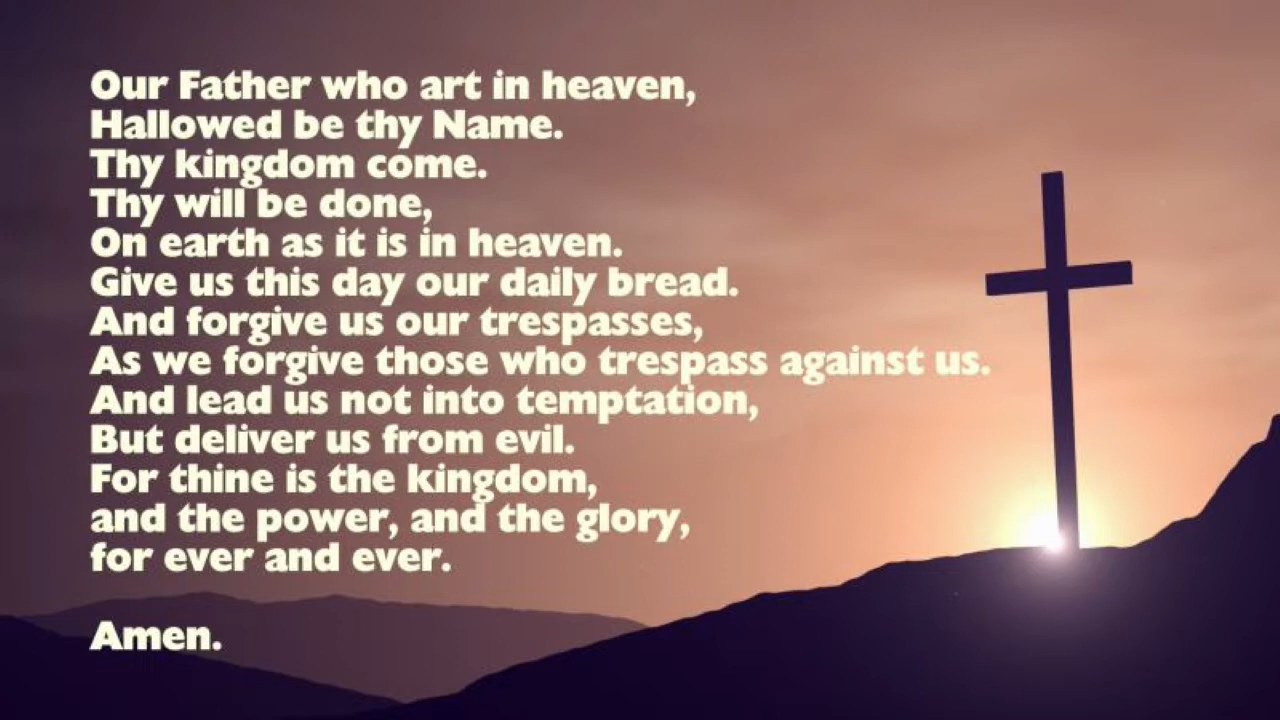 Our Father who art in heaven,
Hallowed be thy Name.
Thy kingdom come.
Thy will be done,
On earth as it is in heaven.
Give us this day our daily bread.
And forgive us our trespasses,
As we forgive those who trespass against us.
And lead us not into temptation,
But deliver us from evil.
For thine is the kingdom,
and the power, and the glory,
for ever and ever.
Amen.